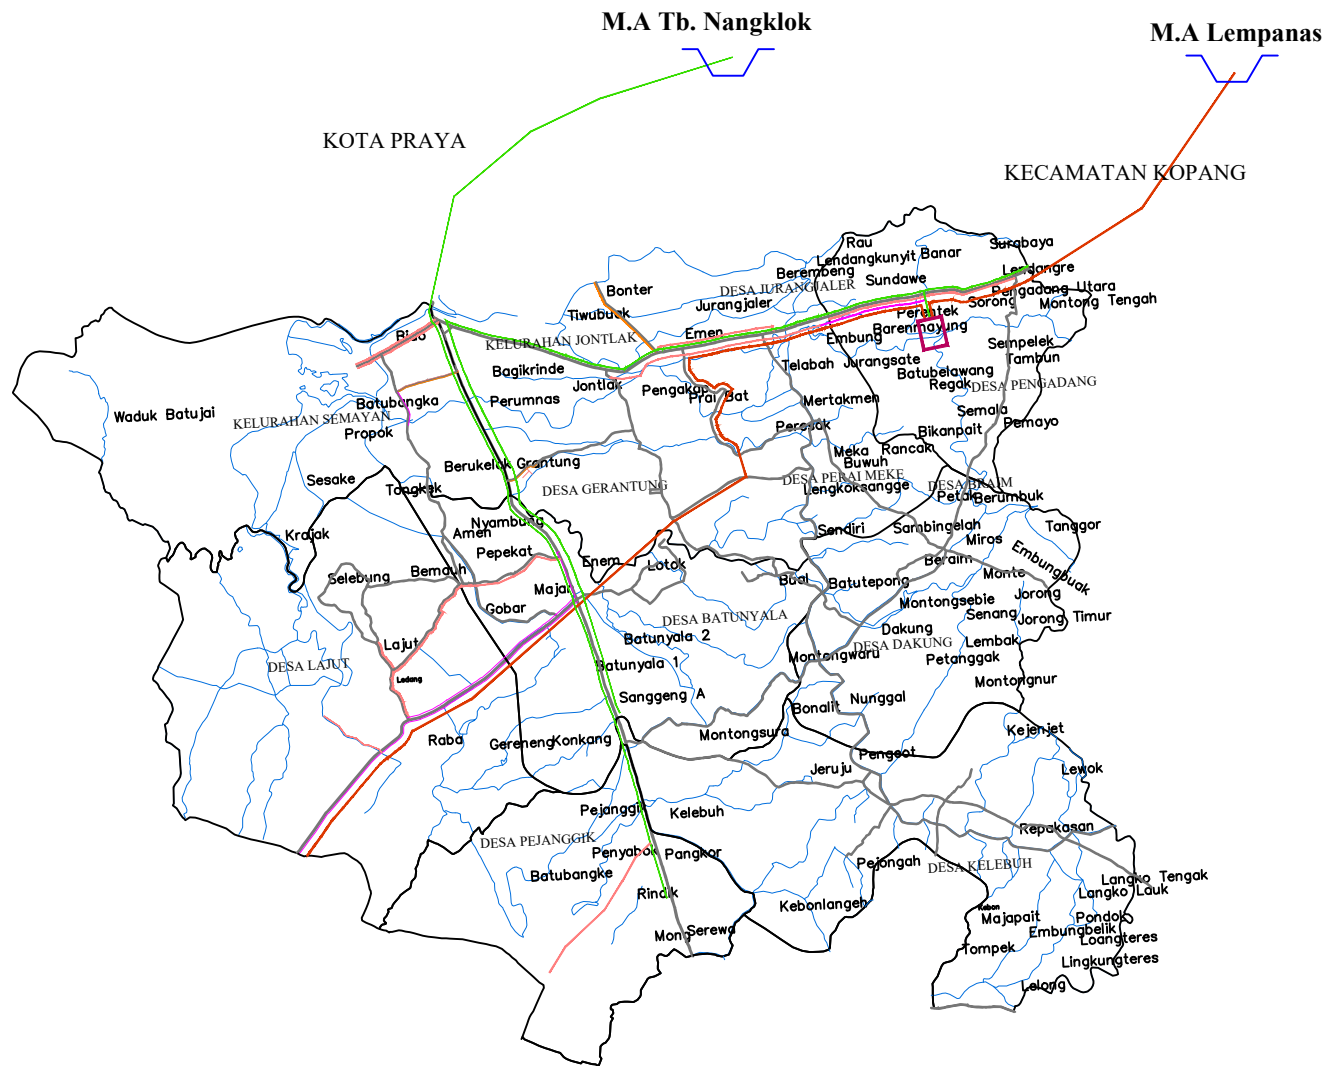 M.A Tb. Nangklok
M.A Lempanas
KOTA PRAYA
KECAMATAN KOPANG
Rau
Surabaya
Lendangkunyit
Banar
Berembeng
Sundawe
Lendangre
DESA JURANGJALER
Pengadang Utara
Bonter
Jurangjaler
Sorong
Montong Tengah
Tiwubuak
Perentek
Emen
Barenmayung
KELURAHAN JONTLAK
Embung
Sempelek
Tambun
Telabah
Jurangsate
Bagikrinde
Batubelawang
Jontlak
Pengakap
Regak
DESA PENGADANG
Prai Bat
Perumnas
Mertakmen
Batubangka
Semala
Waduk Batujai
KELURAHAN SEMAYAN
Pemayo
Propok
Bikanpait
Meka
Rancak
Berukelak
Grantung
Buwuh
Sesake
DESA PERAI MEKE
DESA GERANTUNG
DESA BRAIM
Tangkek
Lengkoksangge
Petak
Berumbuk
Nyambung
Krajak
Amen
Sendiri
Sambingelah
Tanggor
Miros
Pepekat
Enem
Lotok
Beraim
Embungbuak
Selebung
Bemauh
Bual
Batutepong
Monte
Majar
Jorong
Gobar
Montongsebie
DESA BATUNYALA
Senang
Jorong Timur
Batunyala 2
Dakung
Lajut
DESA DAKUNG
Lembak
DESA LAJUT
Batunyala 1
Montongwaru
Petanggak
Ledang
Montongnur
Sanggeng A
Nunggal
Bonalit
Montongsura
Kejenjet
Raba
Gereneng
Konkang
Pengeot
Jeruju
Lewok
Pejanggik
Kelebuh
Repakasan
DESA PEJANGGIK
Penyabok
Pangkor
Pejongah
DESA KELEBUH
Batubangke
Langko Tengak
Rindik
Langko Lauk
Kebonlangeh
Kebon
Majapait
Pondok
Mong
Serewa
Embungbelik
Loangteres
Tompek
Lingkungteres
Lelong